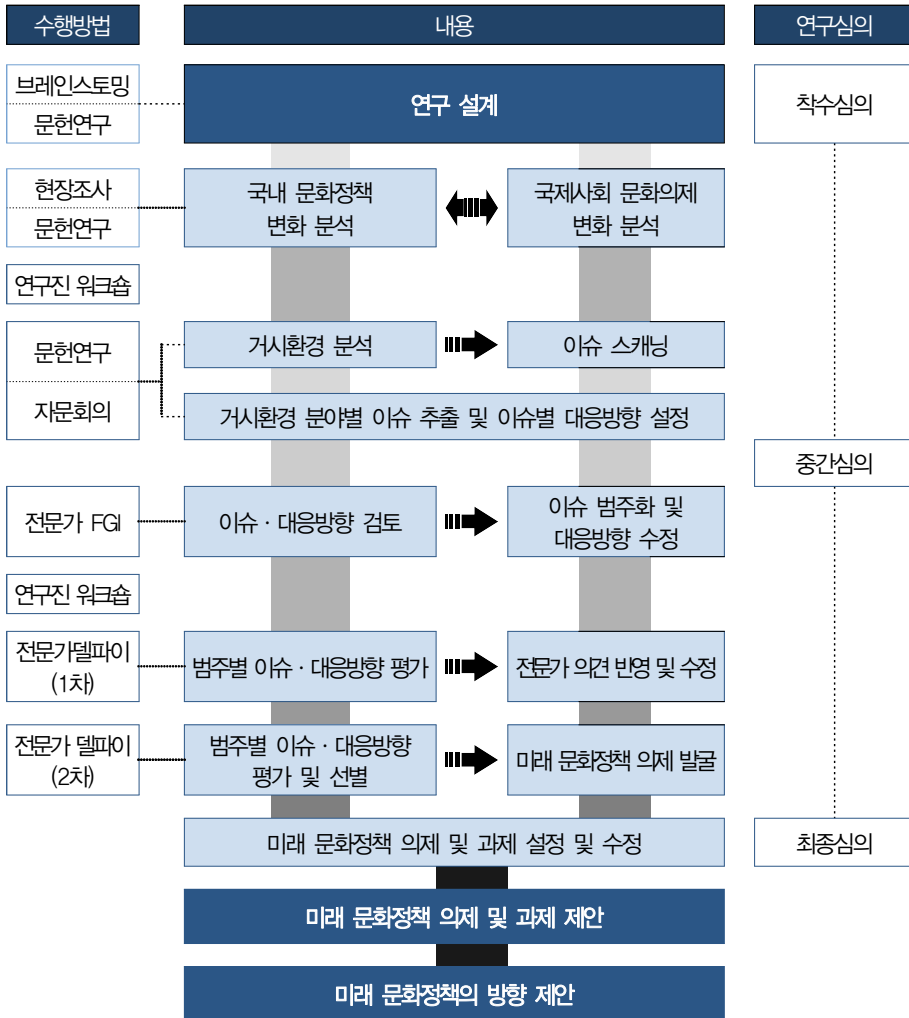 수행방법
내용
연구심의
브레인스토밍
문헌연구
연구 설계
착수심의
현장조사
문헌연구
국내 문화정책
변화 분석
국제사회 문화의제
변화 분석
연구진 워크숍
문헌연구
자문회의
거시환경 분석
이슈 스캐닝
거시환경 분야별 이슈 추출 및 이슈별 대응방향 설정
중간심의
전문가 FGI
이슈 · 대응방향 검토
이슈 범주화 및
대응방향 수정
연구진 워크숍
전문가델파이
(1차)
범주별 이슈 · 대응방향 평가
전문가 의견 반영 및 수정
전문가 델파이
(2차)
범주별 이슈 · 대응방향
평가 및 선별
미래 문화정책 의제 발굴
미래 문화정책 의제 및 과제 설정 및 수정
최종심의
미래 문화정책 의제 및 과제 제안
미래 문화정책의 방향 제안